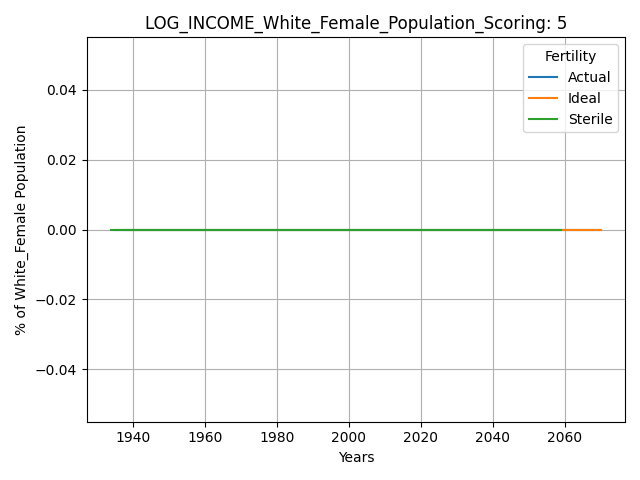 LOG_INCOME_White_Female_Population_Scoring: 5
Fertility
Actual
Ideal
Sterile
% of White_Female Population
0.04
0.02
0.00
−0.02
−0.04
1940 1960 1980 2000 2020 2040 2060
Years